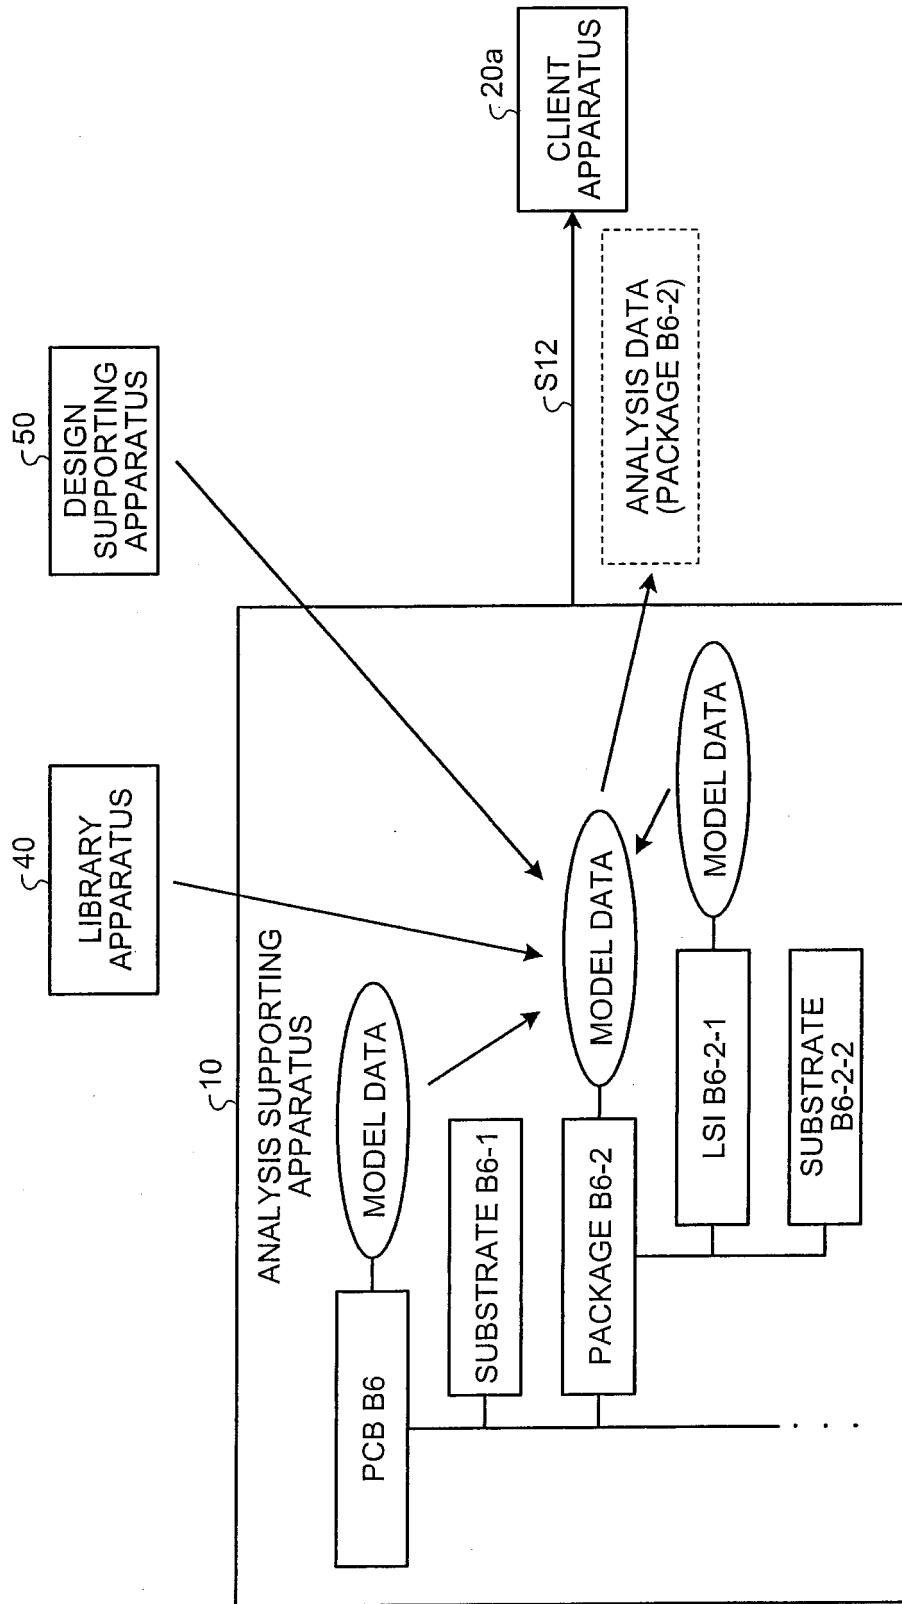 40
LIBRARY
APPARATUS
50
DESIGN
SUPPORTING
APPARATUS
10
ANALYSIS SUPPORTING
APPARATUS
PCB B6
MODEL DATA
SUBSTRATE B6-1
PACKAGE B6-2
MODEL DATA
LSI B6-2-1
MODEL DATA
SUBSTRATE
B6-2-2
. . .
S12
ANALYSIS DATA
(PACKAGE B6-2)
20a
CLIENT
APPARATUS